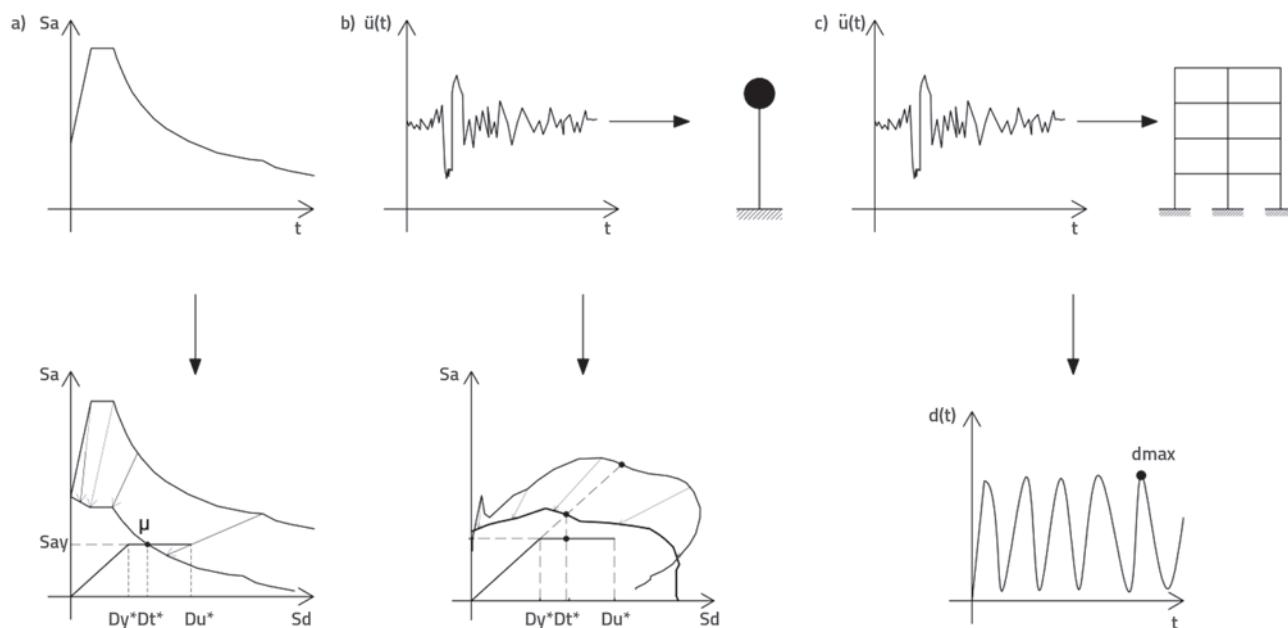 a) Sa
t
b) ü(t)
t
c) ü(t)
t
Sa
μ
Say
Dy* Dt* Du* Sd
Sa
Dy* Dt* Du* Sd
d(t)
dmax
t